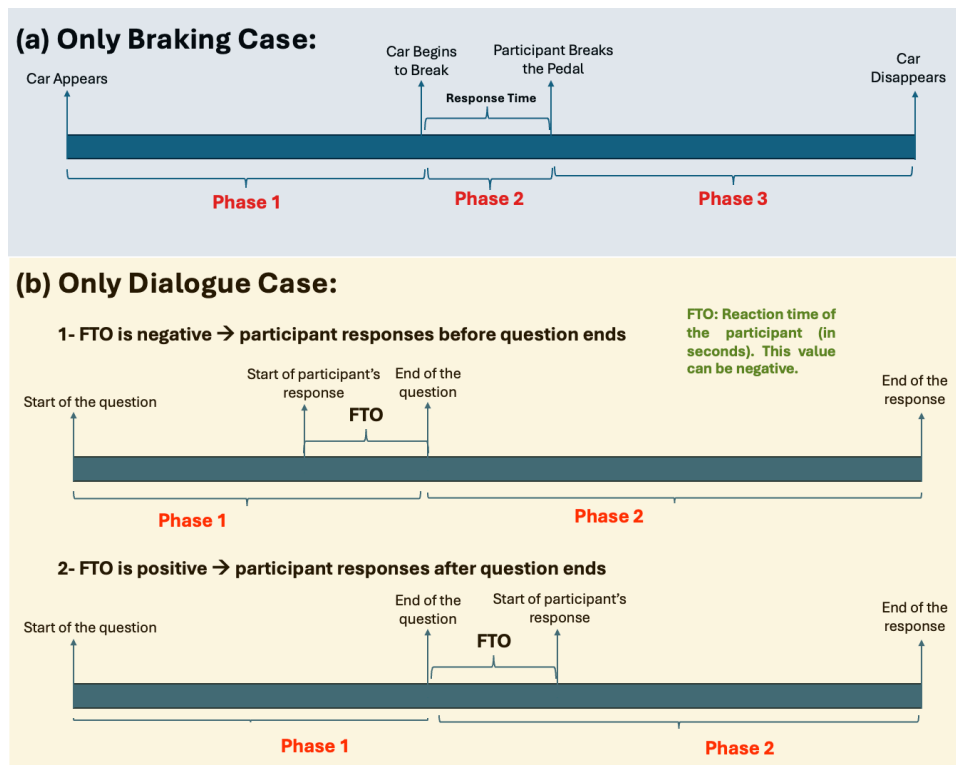 (a) Only Braking Case:
Car Appears
Car Begins
to Break
Participant Breaks
the Pedal
Car
Disappears
Response Time
Phase 1
Phase 2
Phase 3
(b) Only Dialogue Case:
1- FTO is negative → participant responses before question ends
FTO: Reaction time of
the participant (in
seconds). This value
can be negative.
Start of the question
Start of participant's
response
End of the
question
End of the
response
FTO
Phase 1
Phase 2
2- FTO is positive → participant responses after question ends
Start of the question
End of the
question
Start of participant's
response
End of the
response
FTO
Phase 1
Phase 2